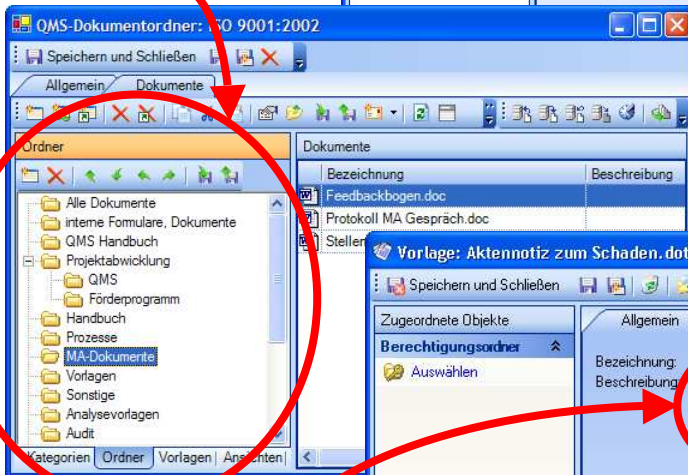 QMS-Dokumentordner: ISO 9001:2002
Speichern und Schließen
Allgemein Dokumente
Ordner
Alle Dokumente
interne Formulare, Dokumente
QMS Handbuch
Projektabwicklung
QMS
Förderprogramm
Handbuch
Prozesse
MA-Dokumente
Vorlagen
Sonstige
Analysevorlagen
Audit
Kategorien Ordner Vorlagen Ansichten
Dokumente
Bezeichnung Beschreibung
Feedbackbogen.doc
Protokoll MA Gespräch.doc
Stellen
Vorlage: Aktennotiz zum Schaden.dot
Speichern und Schließen
Zugeordnete Objekte
Berechtigungsordner
Auswählen
Allgemein
Bezeichnung:
Beschreibung